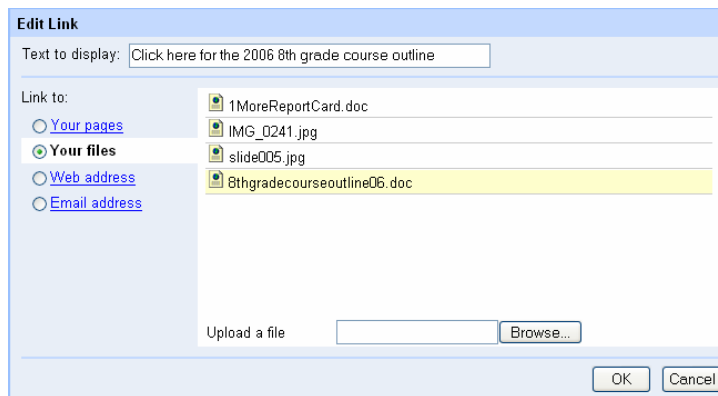 Edit Link
Text to display: Click here for the 2006 8th grade course outline
Link to:
Your pages
Your files
Web address
Email address
1MoreReportCard.doc
IMG_0241.jpg
slide005.jpg
8thgradecourseoutline06.doc
Upload a file Browse...
OK Cancel